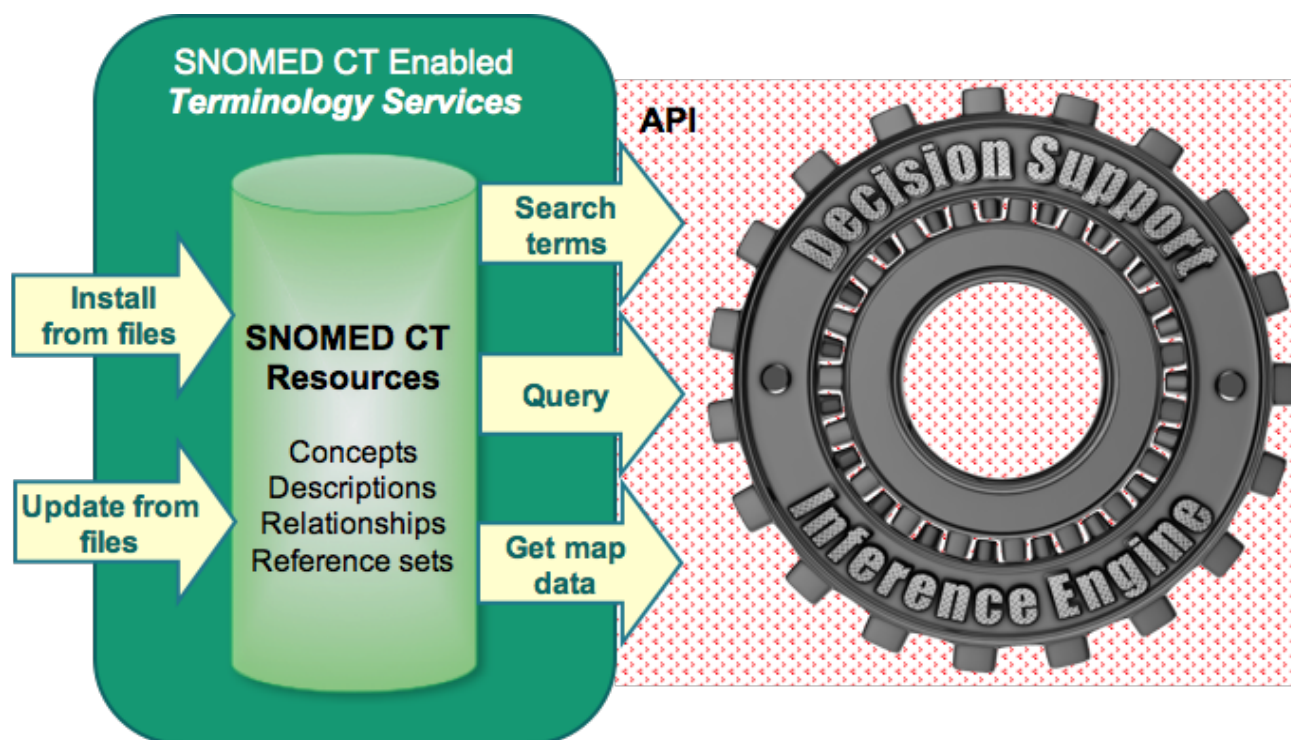 SNOMED CT Enabled
Terminology Services
API
Search
terms
Install
from files
SNOMED CT
Resources
Query
Concepts
Descriptions
Relationships
Reference sets
Update from
files
Get map
data
Decision Support
Inference Engine